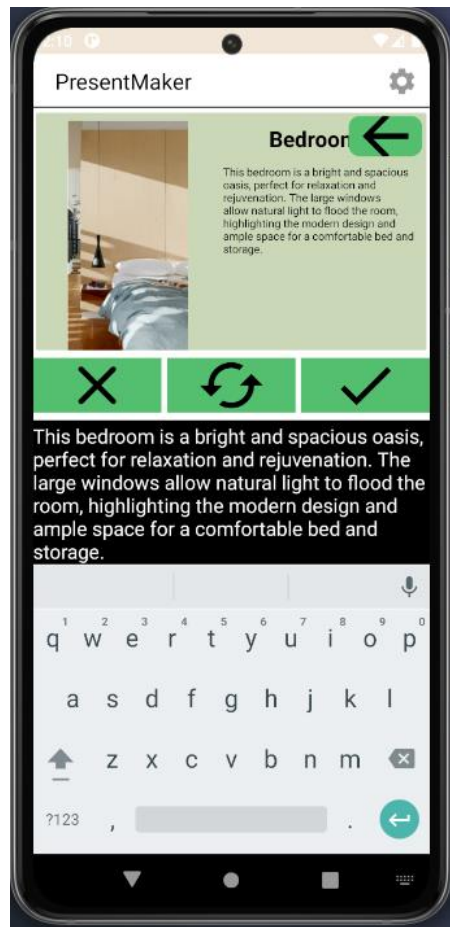 2:10
PresentMaker
Bedroom
This bedroom is a bright and spacious
oasis, perfect for relaxation and
rejuvenation. The large windows
allow natural light to flood the room,
highlighting the modern design and
ample space for a comfortable bed and
storage.
This bedroom is a bright and spacious oasis,
perfect for relaxation and rejuvenation. The
large windows allow natural light to flood the
room, highlighting the modern design and
ample space for a comfortable bed and
storage.
1 2 3 4 5 6 7 8 9 0
q w e r t y u i o p
a s d f g h j k l
z x c v b n m
?123 , .